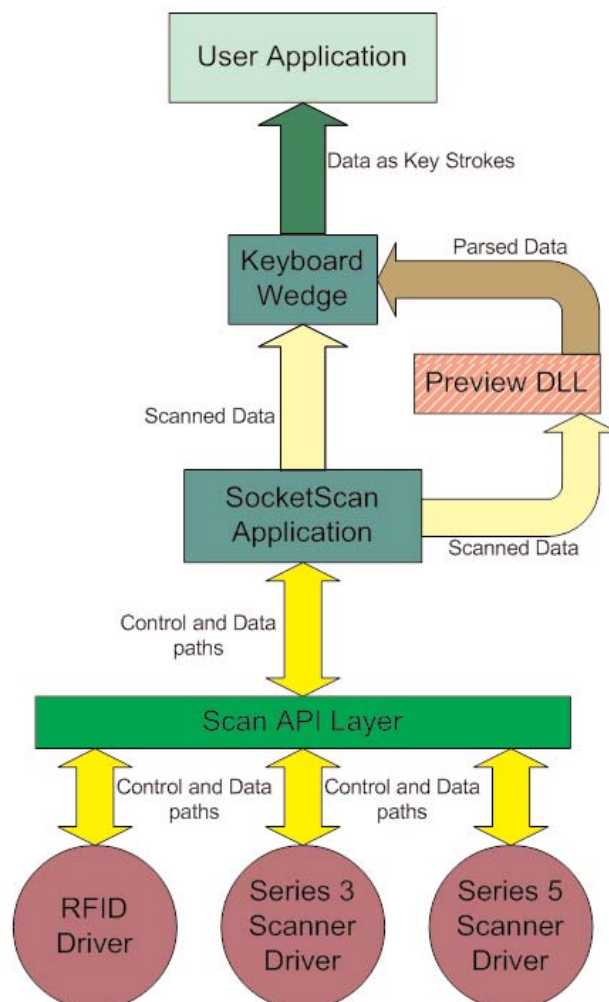 User Application
Data as Key Strokes
Keyboard
Wedge
Parsed Data
Preview DLL
Scanned Data
SocketScan
Application
Scanned Data
Control and Data
paths
Scan API Layer
Control and Data
paths
Control and Data
paths
RFID
Driver
Series 3
Scanner
Driver
Series 5
Scanner
Driver